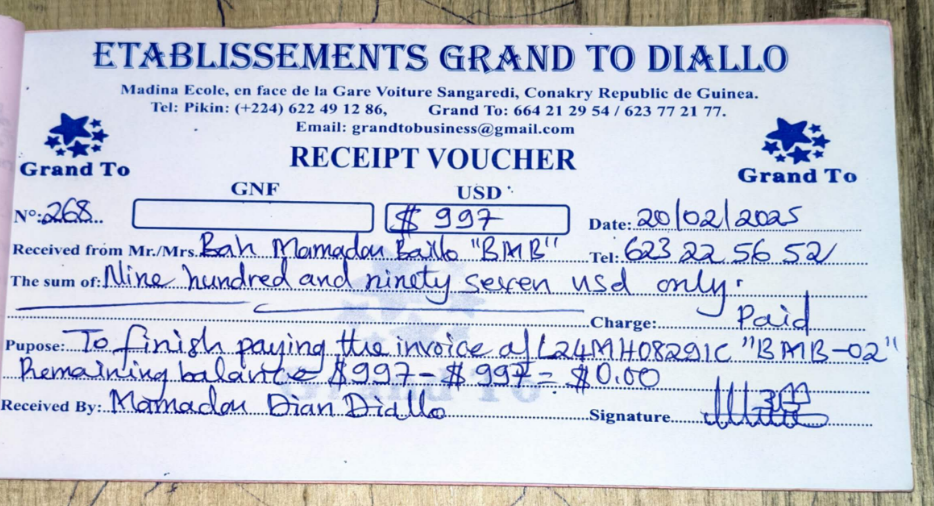 ETABLISSEMENTS GRAND TO DIALLO
Madina Ecole, en face de la Gare Voiture Sangaredi, Conakry Republic de Guinea.
Tel: Pikin: (+224) 622 49 12 86, Grand To: 664 21 29 54 / 623 77 21 77.
Email: grandtobusiness@gmail.com
Grand To
RECEIPT VOUCHER
Grand To
GNF USD
Nº:268 $ 997 Date: 20/02/2025
Received from Mr./Mrs. Bah Mamadou Baïlo "BMB" Tel: 623 22 56 52/
The sum of: Nine hundred and ninety seven usd only.
Charge: Paid
Pupose: To finish paying the invoice of L24MH08291C "BMB-02"
Remaining balance $997 - $997 = $0.00
Received By: Mamadou Dian Diallo Signature